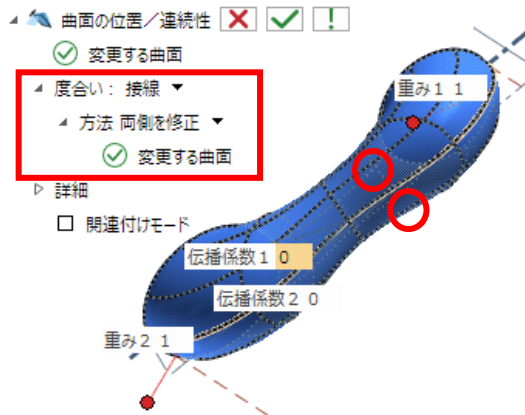 曲面の位置／連続性
変更する曲面
度合い： 接線
方法 両側を修正
変更する曲面
詳細
関連付けモード
重み１ 1
伝播係数１ 0
伝播係数２ 0
重み２ 1